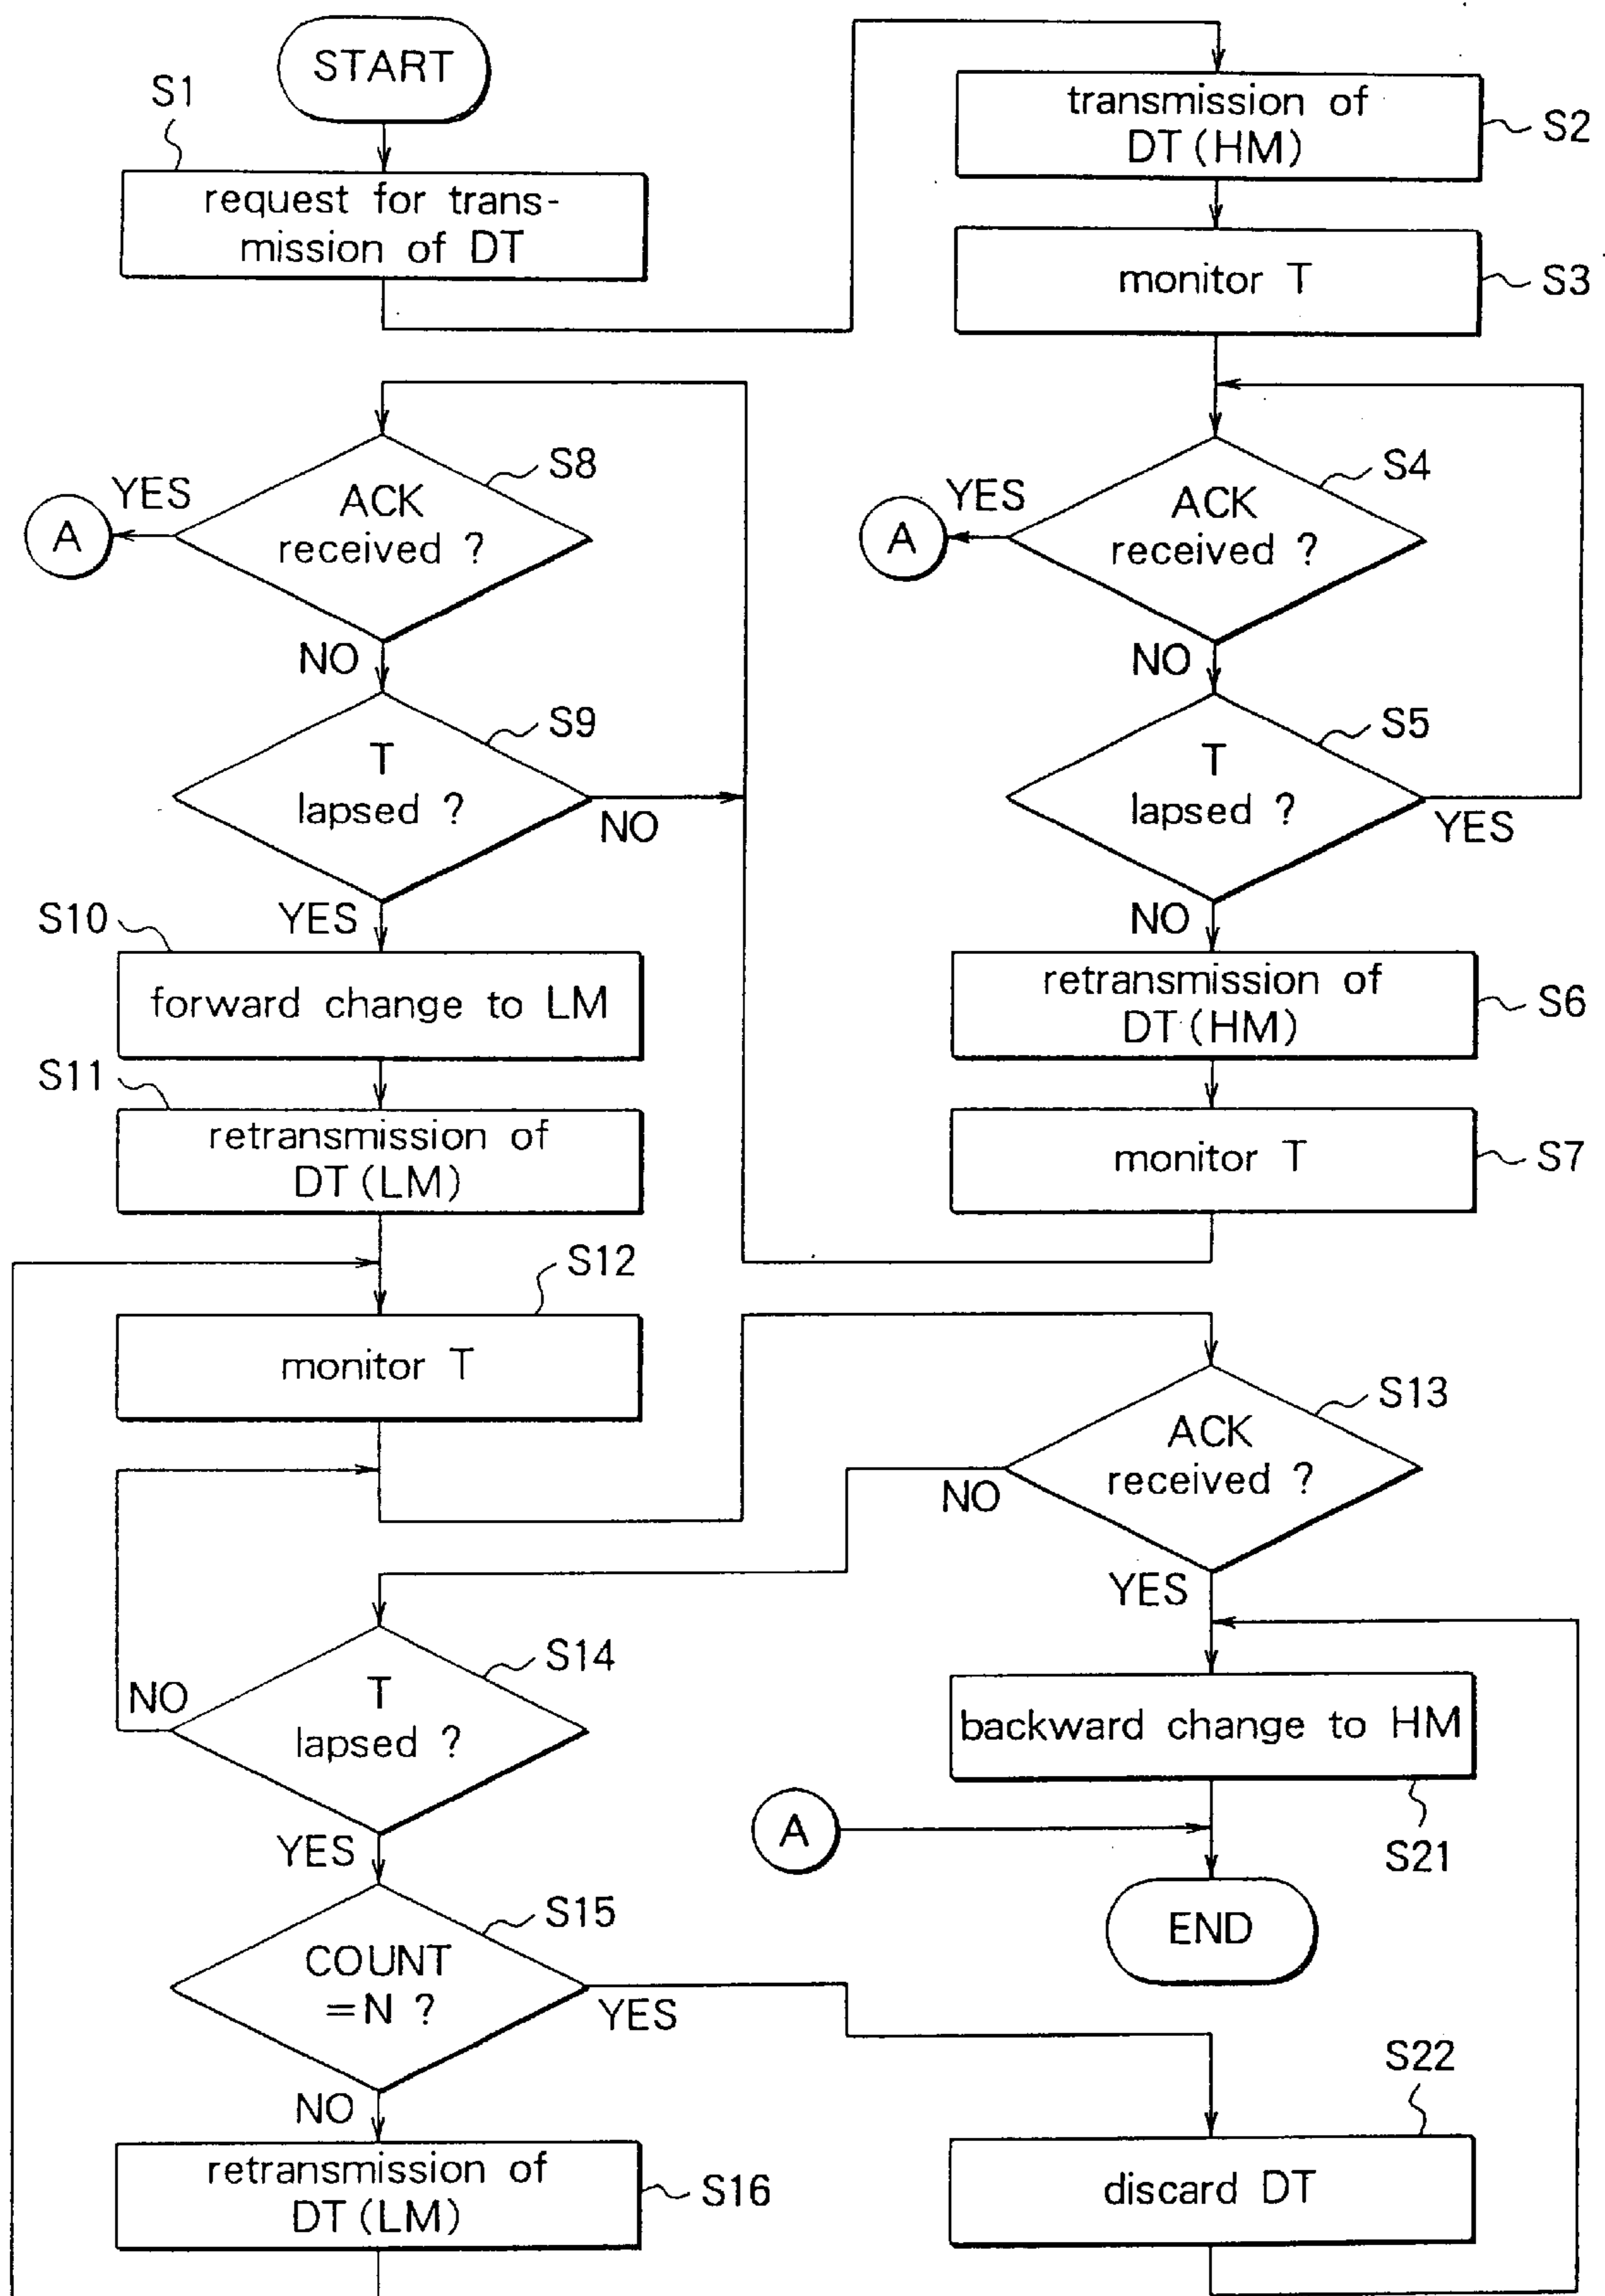 START
S1
request for trans-
mission of DT
transmission of
DT(HM)
S2
monitor T
S3
S4
ACK
received ?
YES
A
NO
S5
T
lapsed ?
YES
NO
retransmission of
DT(HM)
S6
monitor T
S7
S8
ACK
received ?
YES
A
NO
S9
T
lapsed ?
NO
YES
S10
forward change to LM
S11
retransmission of
DT(LM)
S12
monitor T
S13
ACK
received ?
NO
YES
S14
T
lapsed ?
NO
YES
backward change to HM
S21
A
END
S15
COUNT
=N ?
YES
NO
retransmission of
DT(LM)
S16
S22
discard DT